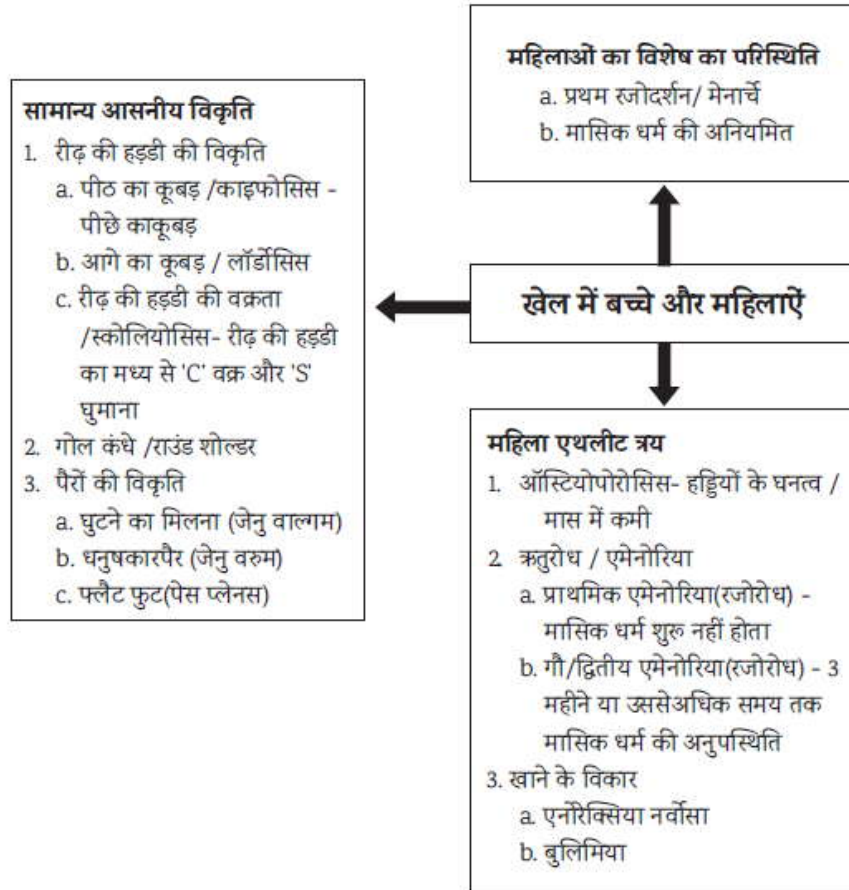 महिलाओं का विशेष का परिस्थिति
a. प्रथम रजोदर्शन/ मेनार्चे
b. मासिक धर्म की अनियमित
सामान्य आसनीय विकृति
1. रीढ़ की हड़डी की विकृति
a. पीठ का कूबड़ /काइफोसिस -
पीछे काकूबड़
b. आगे का कूबड़ / लॉर्डोसिस
c. रीढ़ की हड़डी की वक्रता
/स्कोलियोसिस- रीढ़ की हड़डी
का मध्य से 'C' वक्र और 'S'
घुमाना
2. गोल कंधे /राउंड शोल्डर
3. पैरों की विकृति
a. घुटने का मिलना (जेनु वाल्गम)
b. धनुषकारपैर (जेनु वरुम)
c. फ्लैट फुट(पेस प्लेनस)
खेल में बच्चे और महिलाऐं
महिला एथलीट त्रय
1. ऑस्टियोपोरोसिस- हड्डियों के घनत्व /
मास में कमी
2 ऋतुरोध / एमेनोरिया
a. प्राथमिक एमेनोरिया(रजोरोध) -
मासिक धर्म शुरू नहीं होता
b. गौ/द्वितीय एमेनोरिया(रजोरोध) - 3
महीने या उससेअधिक समय तक
मासिक धर्म की अनुपस्थिति
3. खाने के विकार
a. एनोरेक्सिया नर्वोसा
b. बुलिमिया